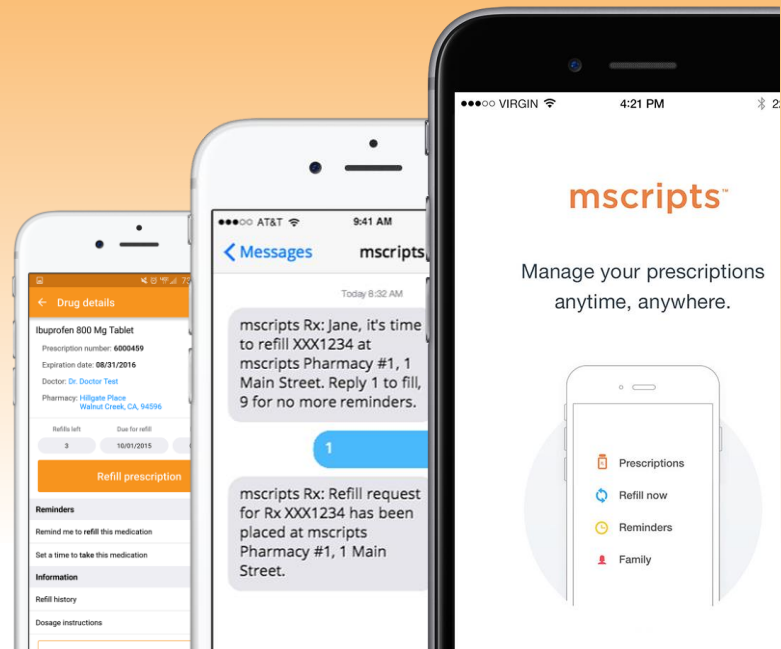 Drug details
Ibuprofen 800 Mg Tablet
Prescription number: 6000459
Expiration date: 08/31/2016
Doctor: Dr. Doctor Test
Pharmacy: Hillgate Place
Walnut Creek, CA, 94596
Refills left Due for refill
3 10/01/2015
Refill prescription
Reminders
Remind me to refill this medication
Set a time to take this medication
Information
Refill history
Dosage instructions
●●●○○ AT&T 9:41 AM
Messages mscripts
Today 8:32 AM
mscripts Rx: Jane, it's time
to refill XXX1234 at
mscripts Pharmacy #1, 1
Main Street. Reply 1 to fill,
9 for no more reminders.
1
mscripts Rx: Refill request
for Rx XXX1234 has been
placed at mscripts
Pharmacy #1, 1 Main
Street.
●●●○○ VIRGIN 4:21 PM
mscripts™
Manage your prescriptions
anytime, anywhere.
Prescriptions
Refill now
Reminders
Family